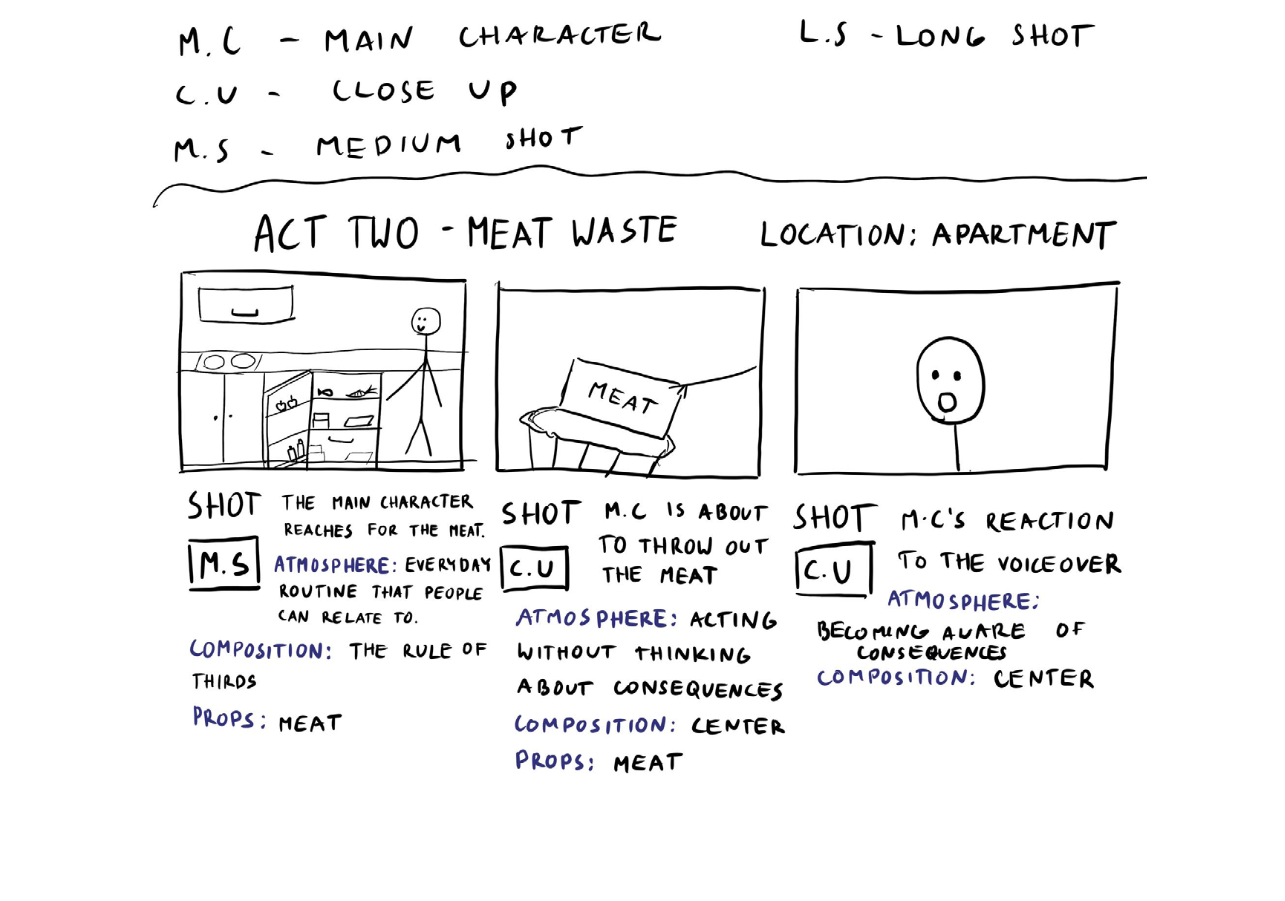 M.C - MAIN CHARACTER
L.S - LONG SHOT
C.U - CLOSE UP
M.S - MEDIUM SHOT
ACT TWO - MEAT WASTE
LOCATION: APARTMENT
MEAT
SHOT THE MAIN CHARACTER
REACHES FOR THE MEAT.
M.S ATMOSPHERE: EVERYDAY
ROUTINE THAT PEOPLE
CAN RELATE TO.
COMPOSITION: THE RULE OF
THIRDS
PROPS: MEAT
SHOT M.C IS ABOUT
TO THROW OUT
C.U THE MEAT
ATMOSPHERE: ACTING
WITHOUT THINKING
ABOUT CONSEQUENCES
COMPOSITION: CENTER
PROPS: MEAT
SHOT M.C'S REACTION
C.U TO THE VOICEOVER
ATMOSPHERE:
BECOMING AWARE OF
CONSEQUENCES
COMPOSITION: CENTER